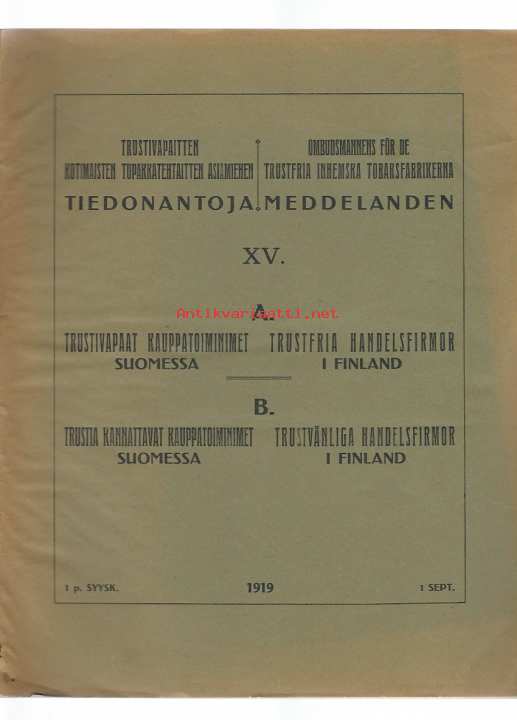 TRUSTIVAPAITTEN
KOTIMAISTEN TUPAKKATEHTAITTEN ASIAMIEHEN
TIEDONANTOJA
OMBUDSMANNENS FÖR DE
TRUSTFRIA INHEMSKA TOBAKSFABRIKERNA
MEDDELANDEN
XV.
Antikvariaatti.net
A.
TRUSTIVAPAAT KAUPPATOIMINIMET
SUOMESSA
TRUSTFRIA HANDELSFIRMOR
I FINLAND
B.
TRUSTIA KANNATTAVAT KAUPPATOIMINIMET
SUOMESSA
TRUSTVÄNLIGA HANDELSFIRMOR
I FINLAND
1 p. SYYSK.
1919
1 SEPT.